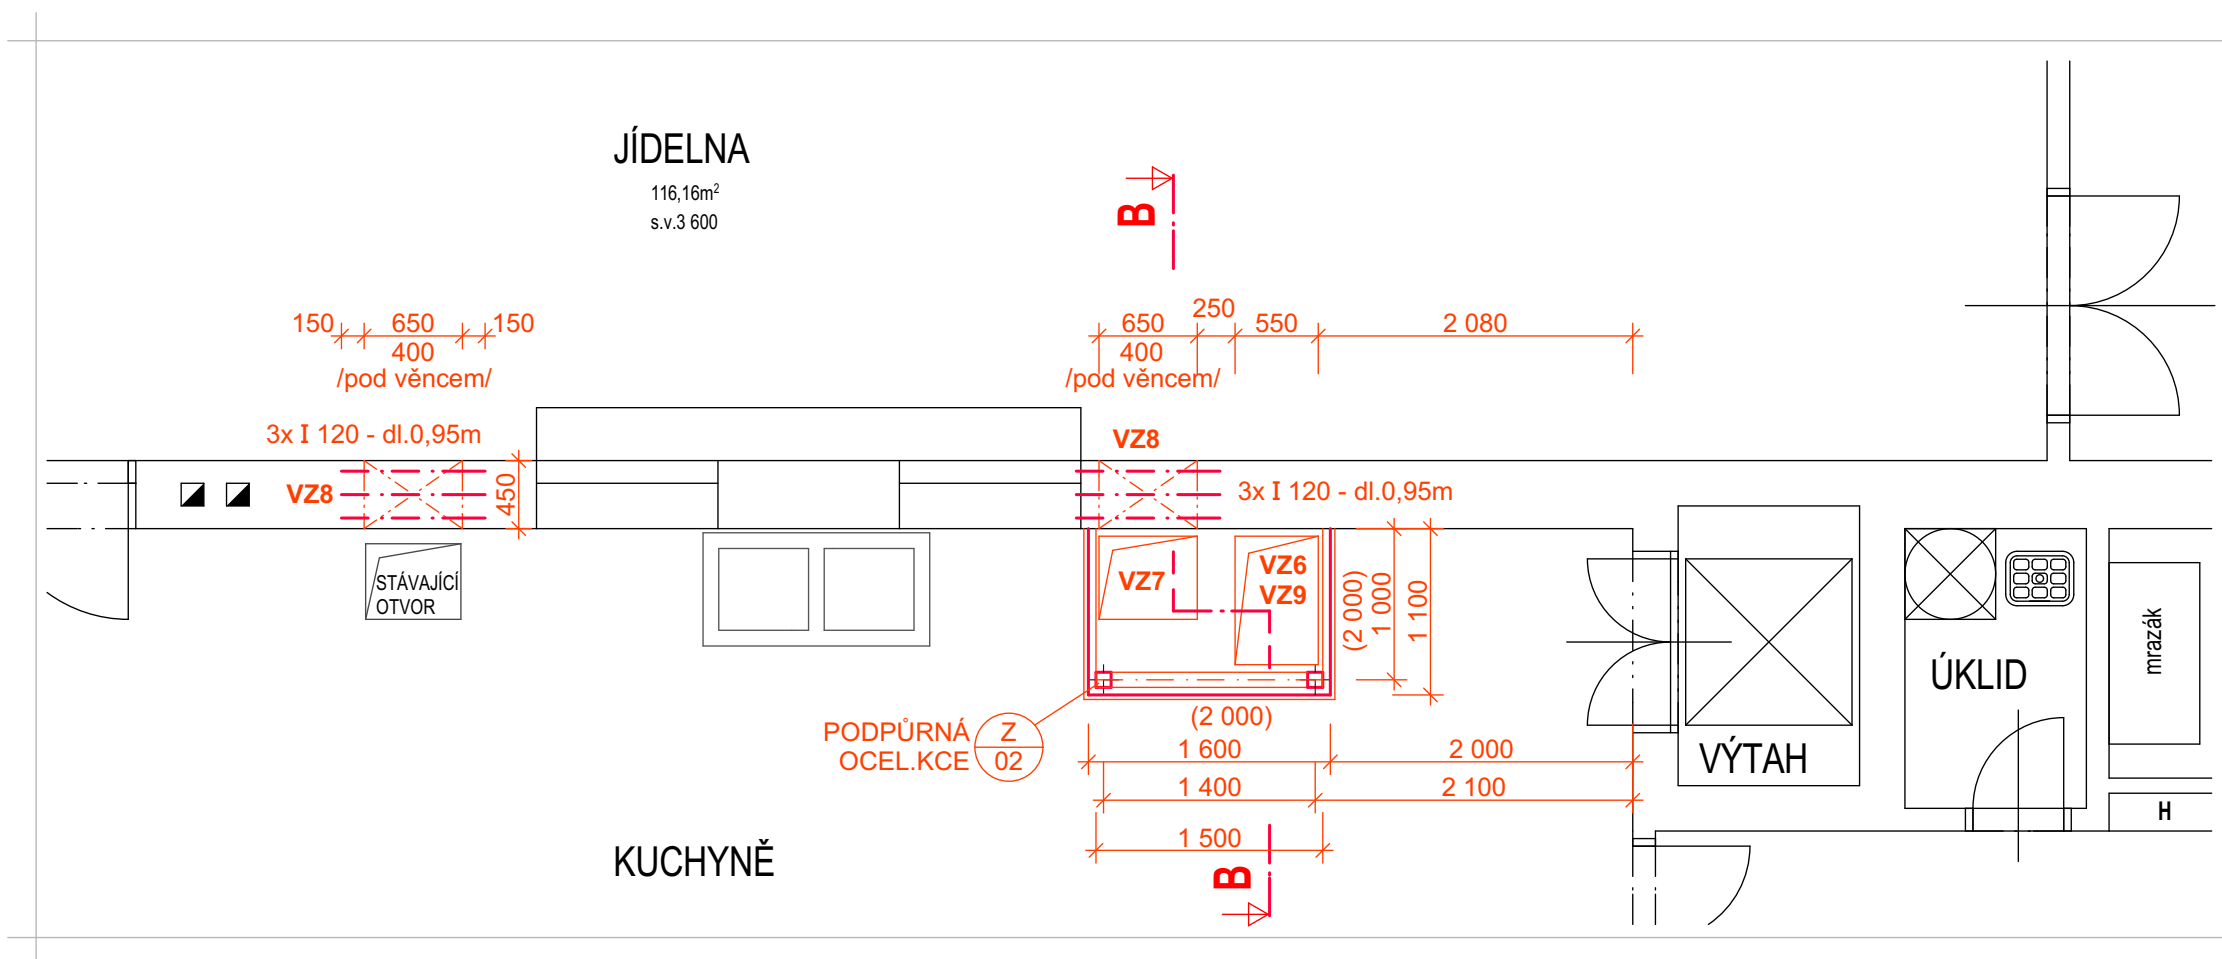 JÍDELNA
116,16m²
s.v.3 600
B
150
650
150
400
/pod věncem/
650
250
550
2 080
400
/pod věncem/
3x I 120 - dl.0,95m
VZ8
450
VZ8
3x I 120 - dl.0,95m
STÁVAJÍCÍ
OTVOR
VZ7
VZ6
VZ9
(2 000)
1 000
1 100
mrazák
ÚKLID
VÝTAH
H
PODPŮRNÁ
OCEL.KCE
Z
02
(2 000)
1 600
2 000
1 400
2 100
1 500
B
KUCHYNĚ